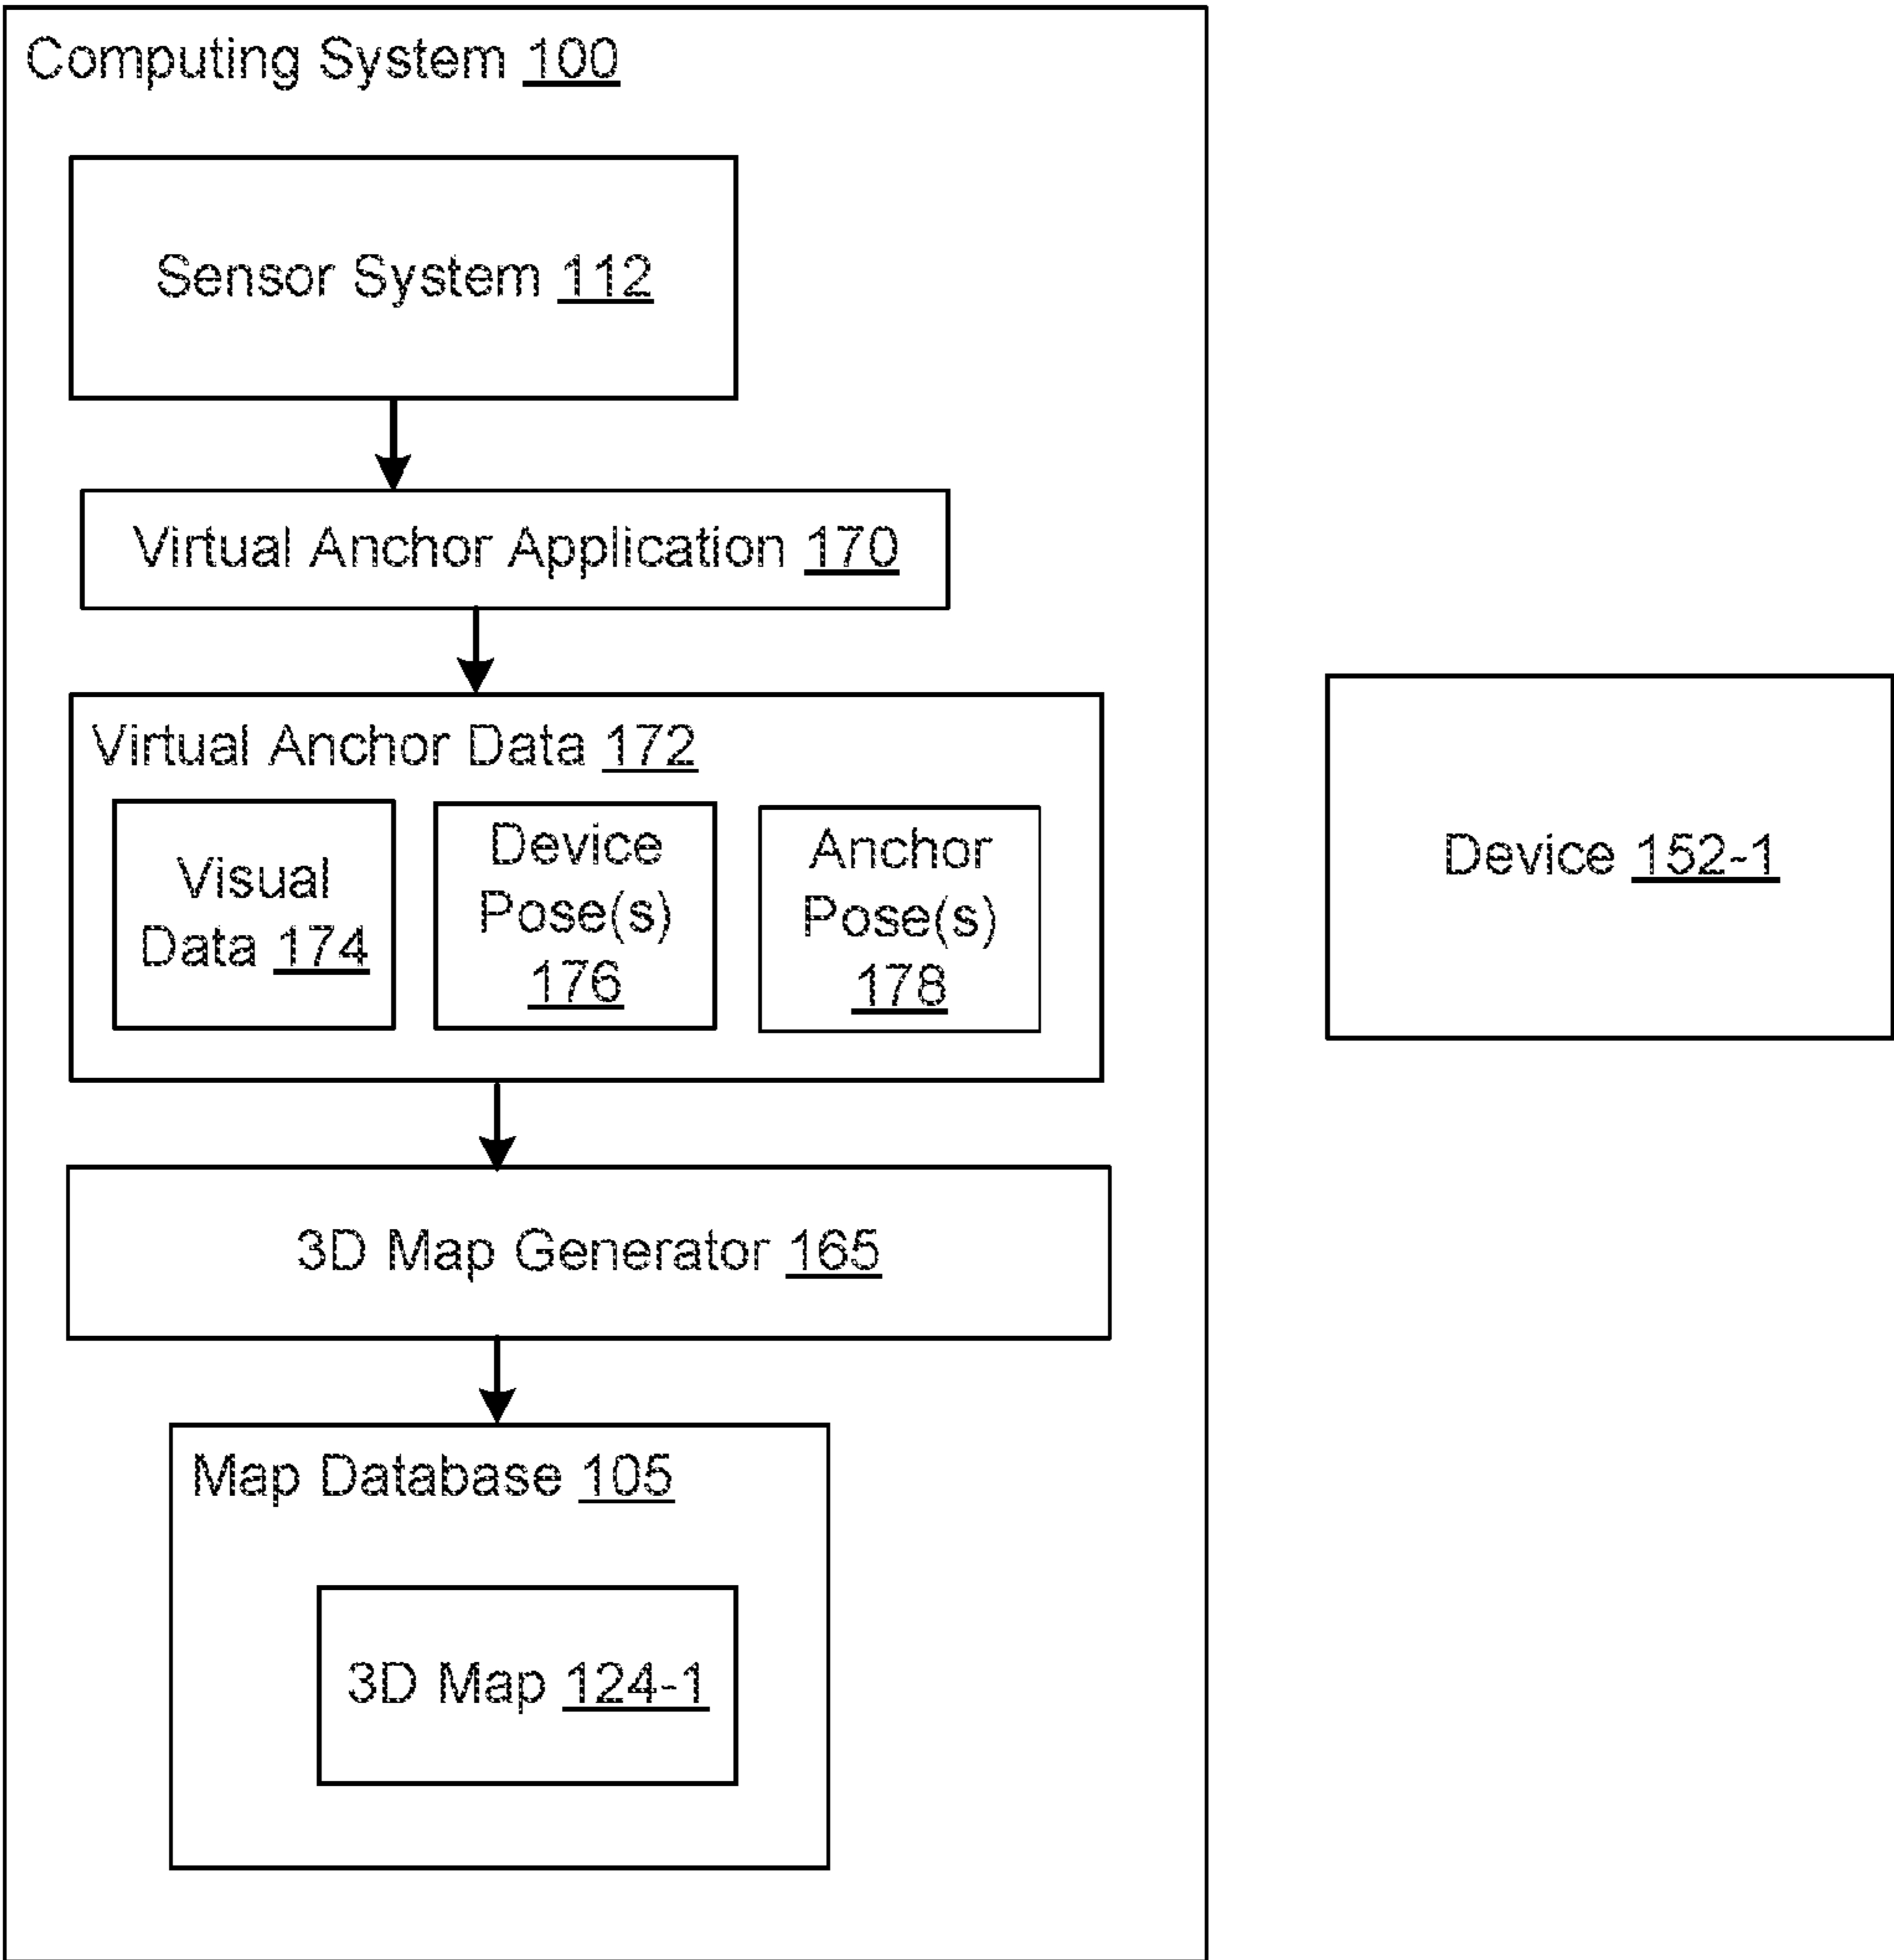 Computing System 100
Sensor System 112
Virtual Anchor Application 170
Virtual Anchor Data 172
Visual
Data 174
Device
Pose(s)
176
Anchor
Pose(s)
178
Device 152-1
3D Map Generator 165
Map Database 105
3D Map 124-1